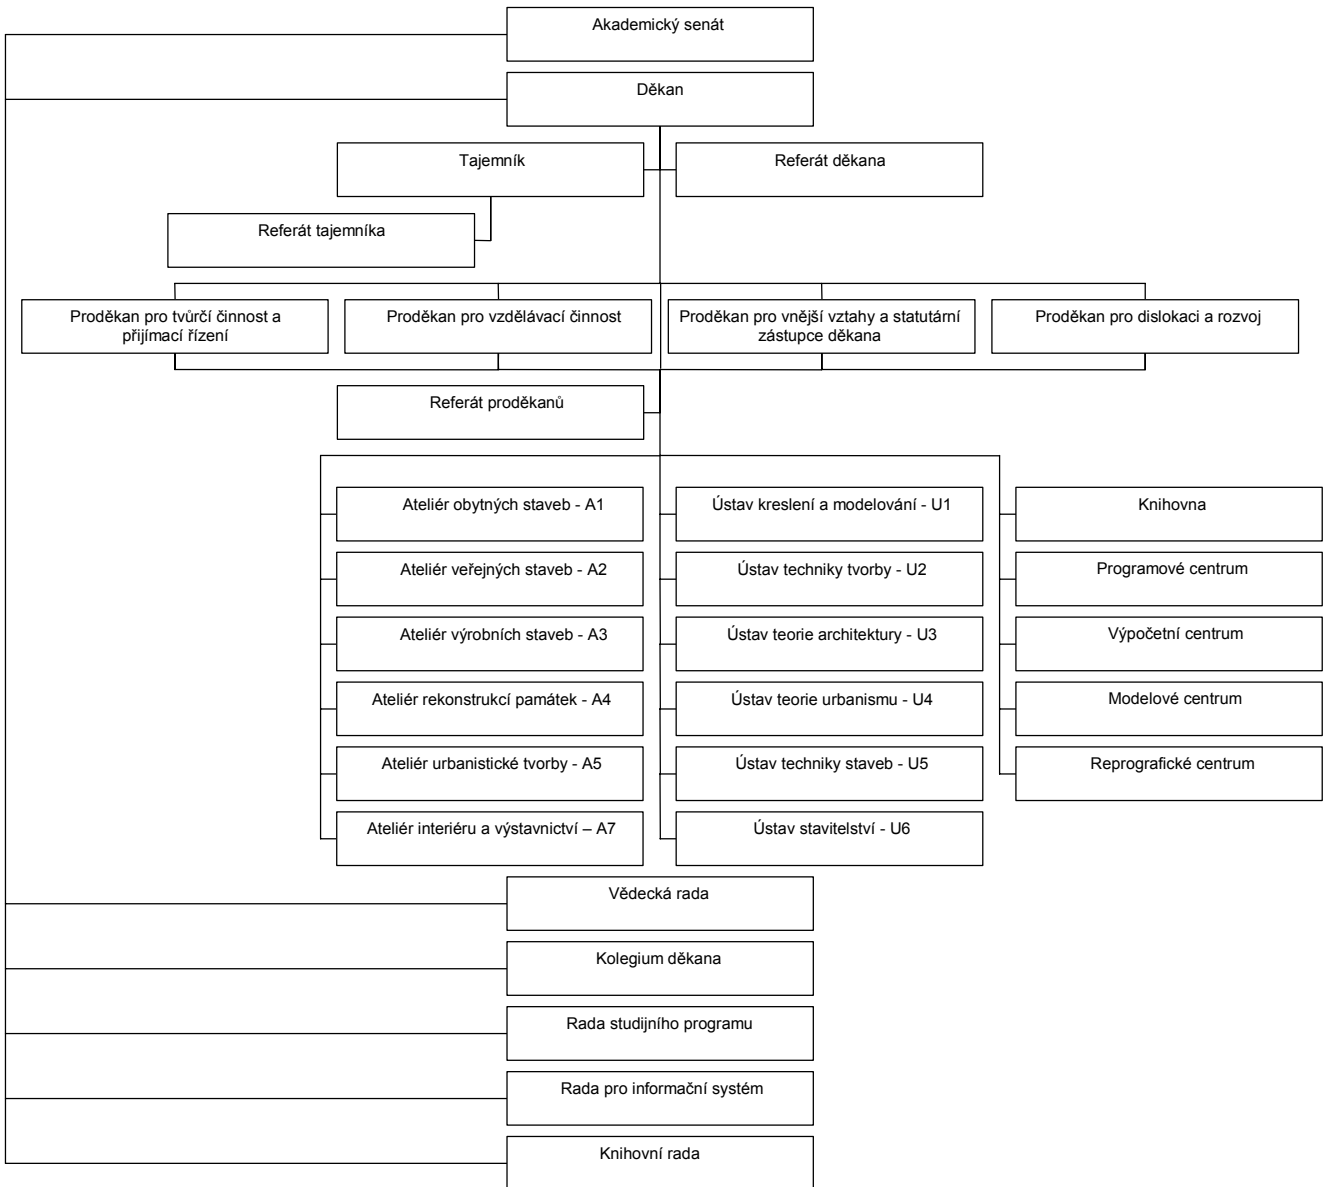 Akademický senát
Děkan
Tajemník
Referát děkana
Referát tajemníka
Proděkan pro tvůrčí činnost a
přijímací řízení
Proděkan pro vzdělávací činnost
Proděkan pro vnější vztahy a statutární
zástupce děkana
Proděkan pro dislokaci a rozvoj
Referát proděkanů
Ateliér obytných staveb - A1
Ústav kreslení a modelování - U1
Knihovna
Ateliér veřejných staveb - A2
Ústav techniky tvorby - U2
Programové centrum
Ateliér výrobních staveb - A3
Ústav teorie architektury - U3
Výpočetní centrum
Ateliér rekonstrukcí památek - A4
Ústav teorie urbanismu - U4
Modelové centrum
Ateliér urbanistické tvorby - A5
Ústav techniky staveb - U5
Reprografické centrum
Ateliér interiéru a výstavnictví – A7
Ústav stavitelství - U6
Vědecká rada
Kolegium děkana
Rada studijního programu
Rada pro informační systém
Knihovní rada